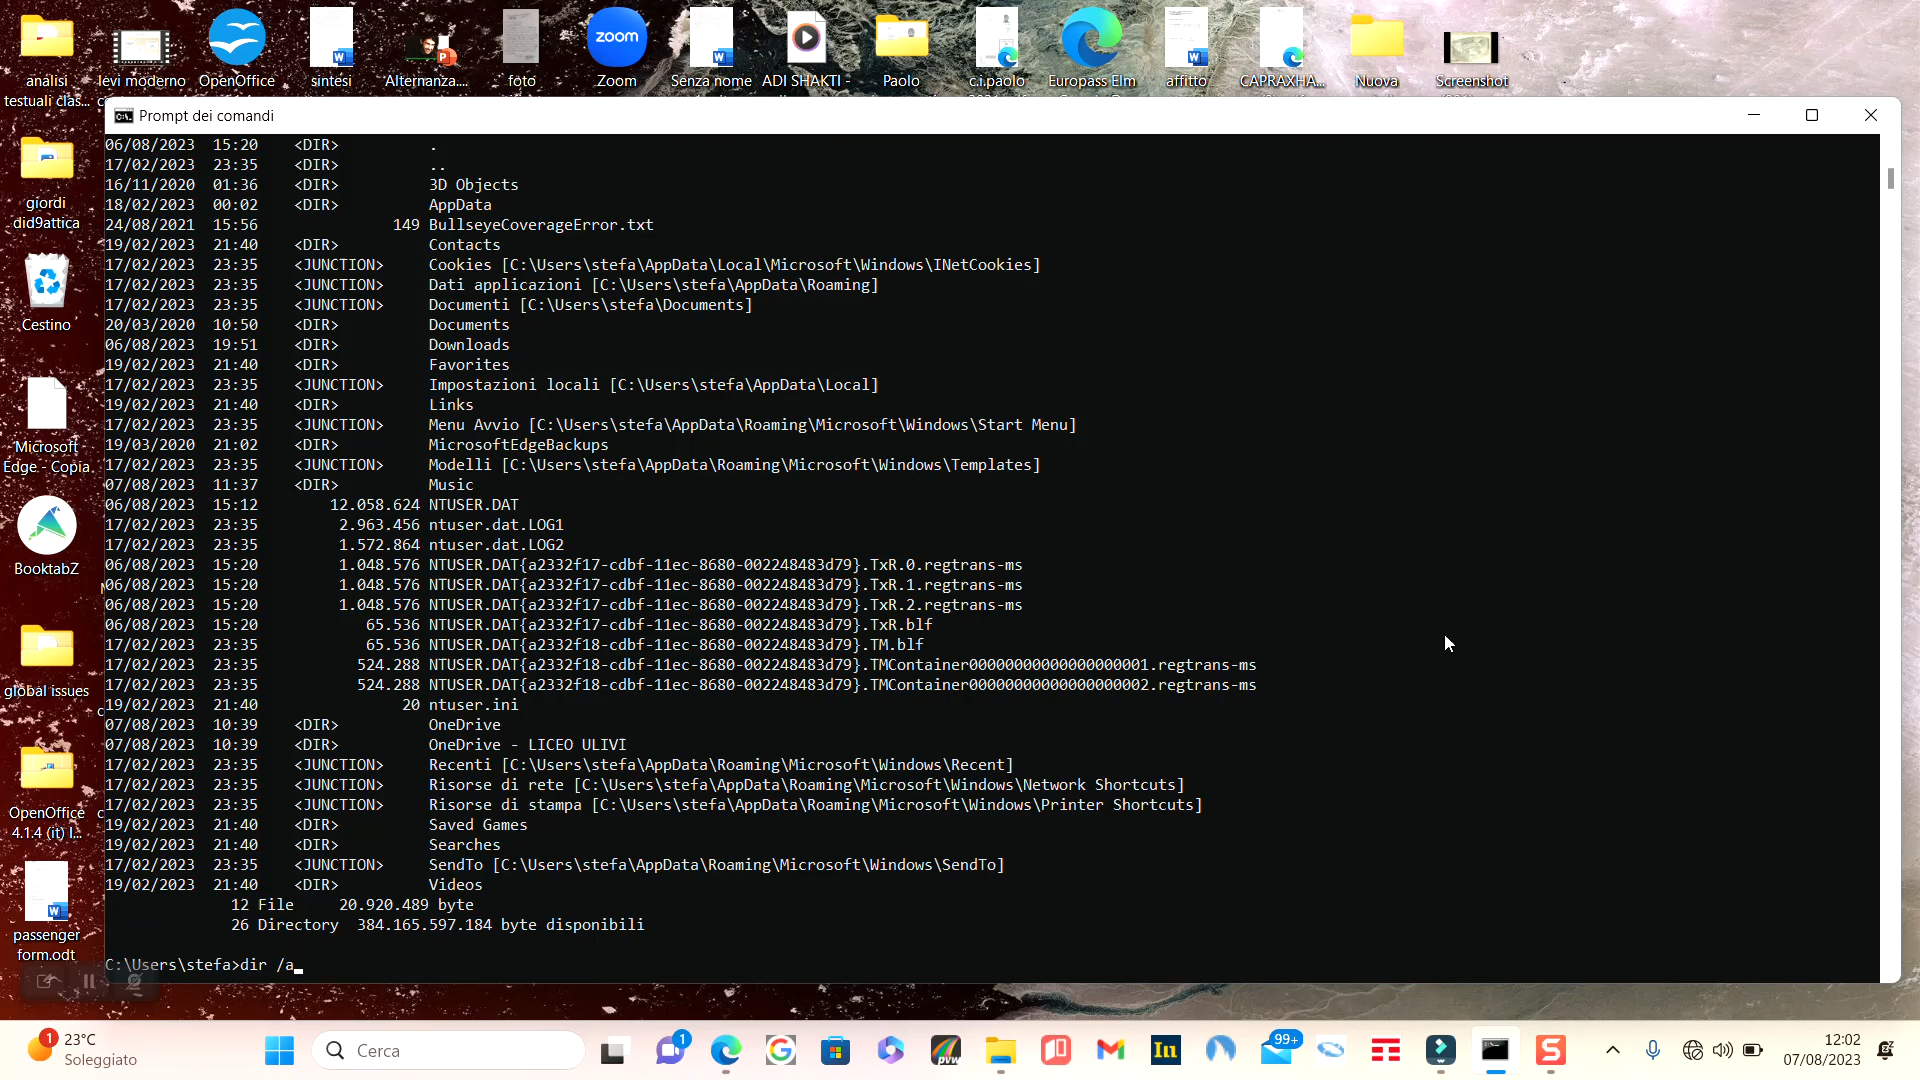 analisi
testuali clas...
levi moderno
OpenOffice
sintesi
Alternanza....
foto
Zoom
zoom
Senza nome
ADI SHAKTI -
Paolo
c.i.paolo
Europass Elm
affitto
CAPRAXHA...
Nuova
Screenshot
Prompt dei comandi
06/08/2023  15:20    <DIR>          .
17/02/2023  23:35    <DIR>          ..
16/11/2020  01:36    <DIR>          3D Objects
18/02/2023  00:02    <DIR>          AppData
24/08/2021  15:56               149 BullseyeCoverageError.txt
19/02/2023  21:40    <DIR>          Contacts
17/02/2023  23:35    <JUNCTION>     Cookies [C:\Users\stefa\AppData\Local\Microsoft\Windows\INetCookies]
17/02/2023  23:35    <JUNCTION>     Dati applicazioni [C:\Users\stefa\AppData\Roaming]
17/02/2023  23:35    <JUNCTION>     Documenti [C:\Users\stefa\Documents]
20/03/2020  10:50    <DIR>          Documents
06/08/2023  19:51    <DIR>          Downloads
19/02/2023  21:40    <DIR>          Favorites
17/02/2023  23:35    <JUNCTION>     Impostazioni locali [C:\Users\stefa\AppData\Local]
19/02/2023  21:40    <DIR>          Links
17/02/2023  23:35    <JUNCTION>     Menu Avvio [C:\Users\stefa\AppData\Roaming\Microsoft\Windows\Start Menu]
19/03/2020  21:02    <DIR>          MicrosoftEdgeBackups
17/02/2023  23:35    <JUNCTION>     Modelli [C:\Users\stefa\AppData\Roaming\Microsoft\Windows\Templates]
07/08/2023  11:37    <DIR>          Music
06/08/2023  15:12        12.058.624 NTUSER.DAT
17/02/2023  23:35         2.963.456 ntuser.dat.LOG1
17/02/2023  23:35         1.572.864 ntuser.dat.LOG2
06/08/2023  15:20         1.048.576 NTUSER.DAT{a2332f17-cdbf-11ec-8680-002248483d79}.TxR.0.regtrans-ms
06/08/2023  15:20         1.048.576 NTUSER.DAT{a2332f17-cdbf-11ec-8680-002248483d79}.TxR.1.regtrans-ms
06/08/2023  15:20         1.048.576 NTUSER.DAT{a2332f17-cdbf-11ec-8680-002248483d79}.TxR.2.regtrans-ms
06/08/2023  15:20            65.536 NTUSER.DAT{a2332f17-cdbf-11ec-8680-002248483d79}.TxR.blf
17/02/2023  23:35            65.536 NTUSER.DAT{a2332f18-cdbf-11ec-8680-002248483d79}.TM.blf
17/02/2023  23:35           524.288 NTUSER.DAT{a2332f18-cdbf-11ec-8680-002248483d79}.TMContainer00000000000000000001.regtrans-ms
17/02/2023  23:35           524.288 NTUSER.DAT{a2332f18-cdbf-11ec-8680-002248483d79}.TMContainer00000000000000000002.regtrans-ms
19/02/2023  21:40                20 ntuser.ini
07/08/2023  10:39    <DIR>          OneDrive
07/08/2023  10:39    <DIR>          OneDrive - LICEO ULIVI
17/02/2023  23:35    <JUNCTION>     Recenti [C:\Users\stefa\AppData\Roaming\Microsoft\Windows\Recent]
17/02/2023  23:35    <JUNCTION>     Risorse di rete [C:\Users\stefa\AppData\Roaming\Microsoft\Windows\Network Shortcuts]
17/02/2023  23:35    <JUNCTION>     Risorse di stampa [C:\Users\stefa\AppData\Roaming\Microsoft\Windows\Printer Shortcuts]
19/02/2023  21:40    <DIR>          Saved Games
19/02/2023  21:40    <DIR>          Searches
17/02/2023  23:35    <JUNCTION>     SendTo [C:\Users\stefa\AppData\Roaming\Microsoft\Windows\SendTo]
19/02/2023  21:40    <DIR>          Videos
12 File     20.920.489 byte
26 Directory  384.165.597.184 byte disponibili
C:\Users\stefa>dir /a_
giordi
did9attica
Cestino
Microsoft
Edge - Copia
BooktabZ
global issues
OpenOffice
4.1.4 (it) I...
passenger
form.odt
1
23°C
Soleggiato
Cerca
1
pvw
In
99+
S
12:02
07/08/2023